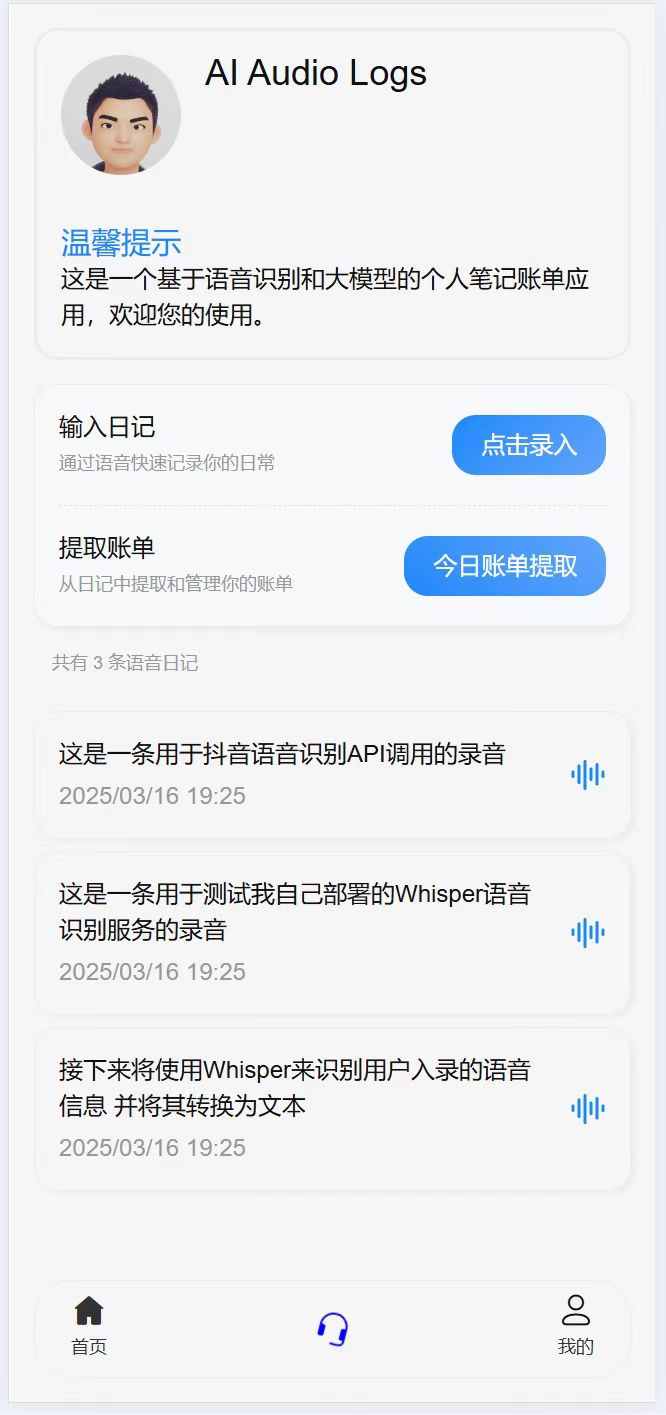 AI Audio Logs
温馨提示
这是一个基于语音识别和大模型的个人笔记账单应
用，欢迎您的使用。
输入日记
通过语音快速记录你的日常
点击录入
提取账单
从日记中提取和管理你的账单
今日账单提取
共有 3 条语音日记
这是一条用于抖音语音识别API调用的录音
2025/03/16 19:25
这是一条用于测试我自己部署的Whisper语音
识别服务的录音
2025/03/16 19:25
接下来将使用Whisper来识别用户入录的语音
信息 并将其转换为文本
2025/03/16 19:25
首页
我的